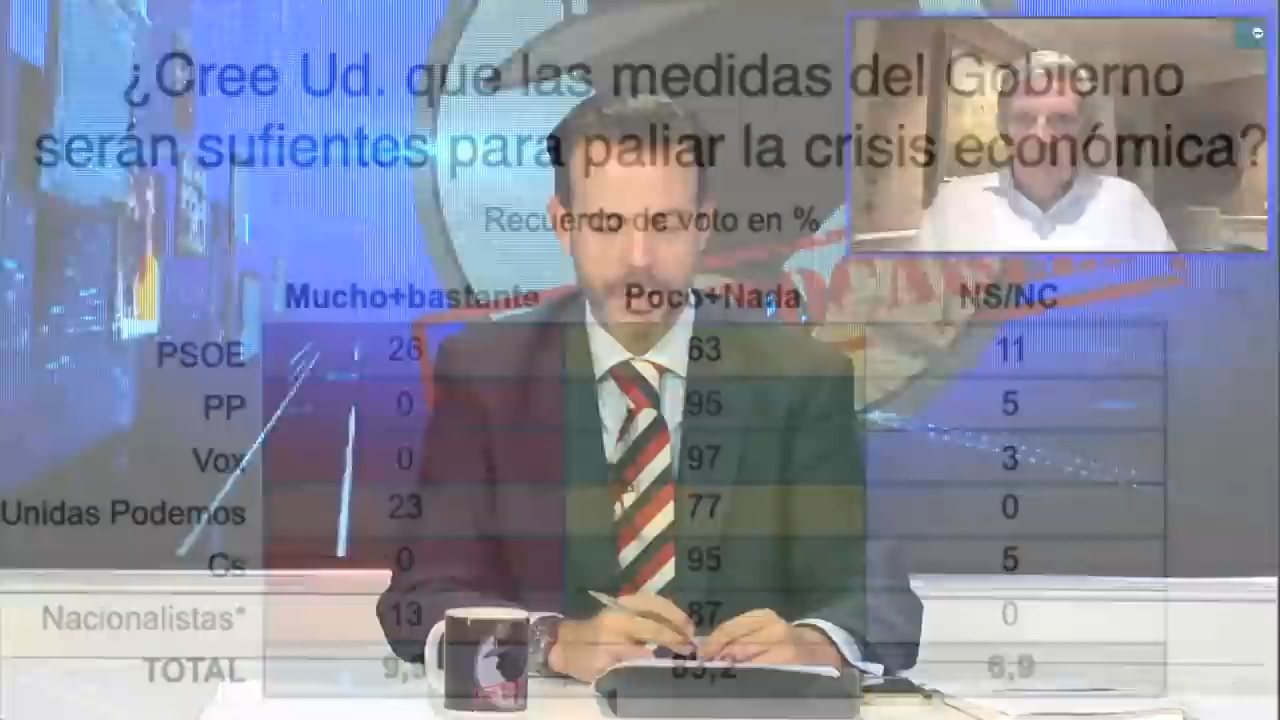 ¿Cree Ud. que las medidas del Gobierno
serán sufientes para paliar la crisis económica?
Recuerdo de voto en %
Mucho+bastante Poco+Nada NS/NC
PSOE 26 63 11
PP 0 95 5
Vox 0 97 3
Unidas Podemos 23 77 0
Cs 0 95 5
Nacionalistas* 13 87 0
TOTAL 6,9